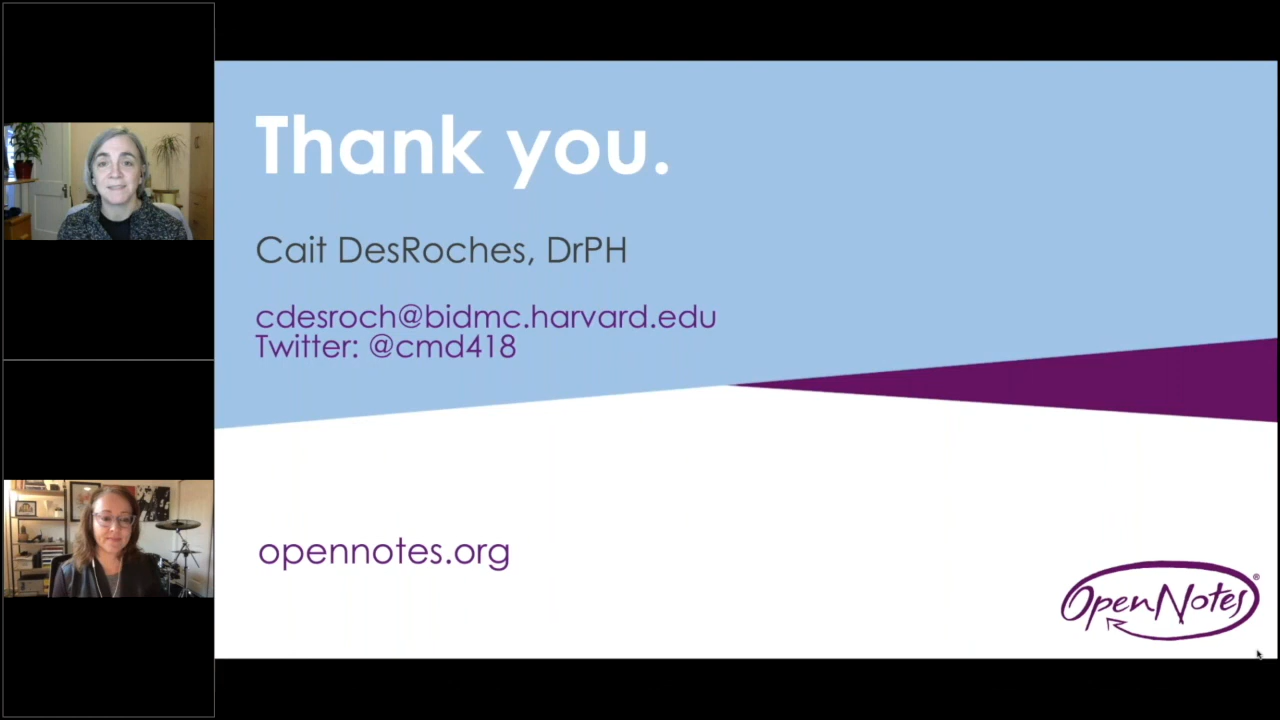 Thank you.
Cait DesRoches, DrPH
cdesroch@bidmc.harvard.edu
Twitter: @cmd418
opennotes.org
OpenNotes®